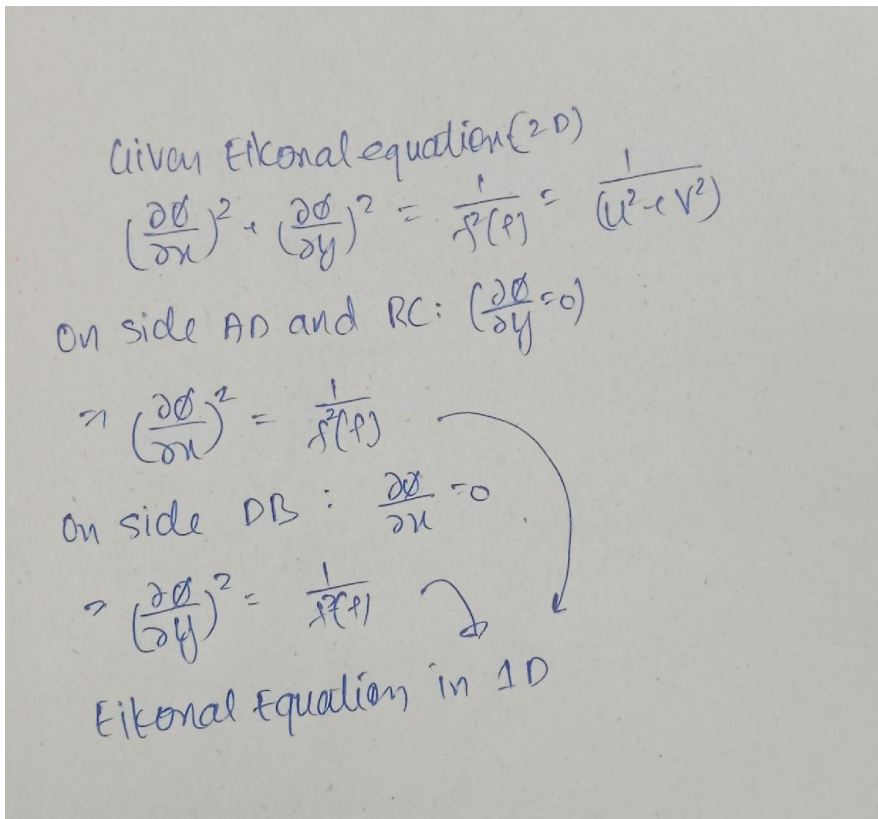 Given Eikonal equation (2D)
(∂ø/∂x)² + (∂ø/∂y)² = 1/f²(ρ) = 1/(U²+V²)
On side AD and BC: (∂ø/∂y = 0)
⇒ (∂ø/∂x)² = 1/f²(ρ)
On side DB : ∂ø/∂x = 0
⇒ (∂ø/∂y)² = 1/f²(ρ)
Eikonal Equation in 1D